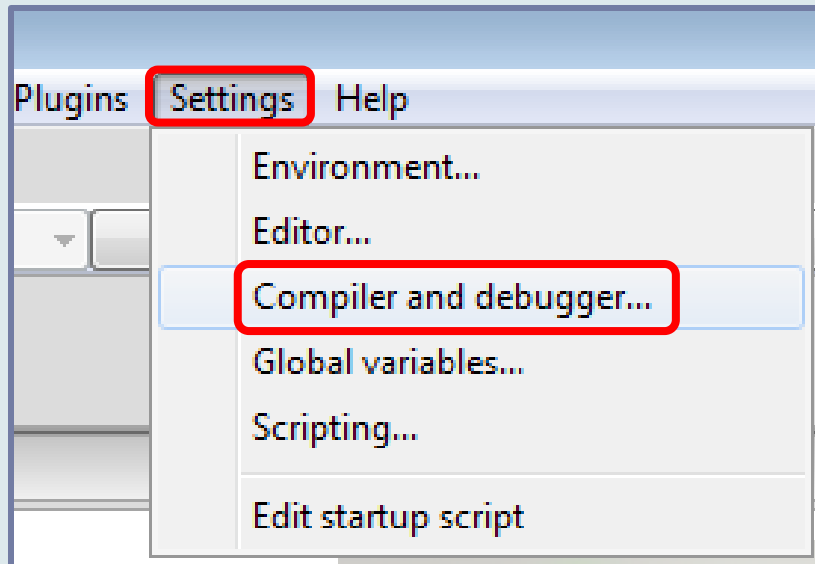 Plugins Settings Help
Environment...
Editor...
Compiler and debugger...
Global variables...
Scripting...
Edit startup script